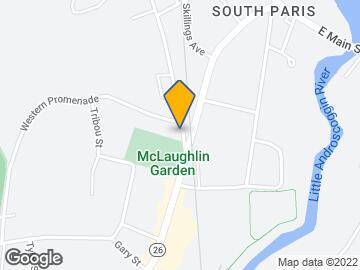 SOUTH PARIS
Skillings Ave
E Main S
Western Promenade
Tribou St
McLaughlin
Garden
Little Androscoggin River
Gary St
26
Google
Map data ©2022